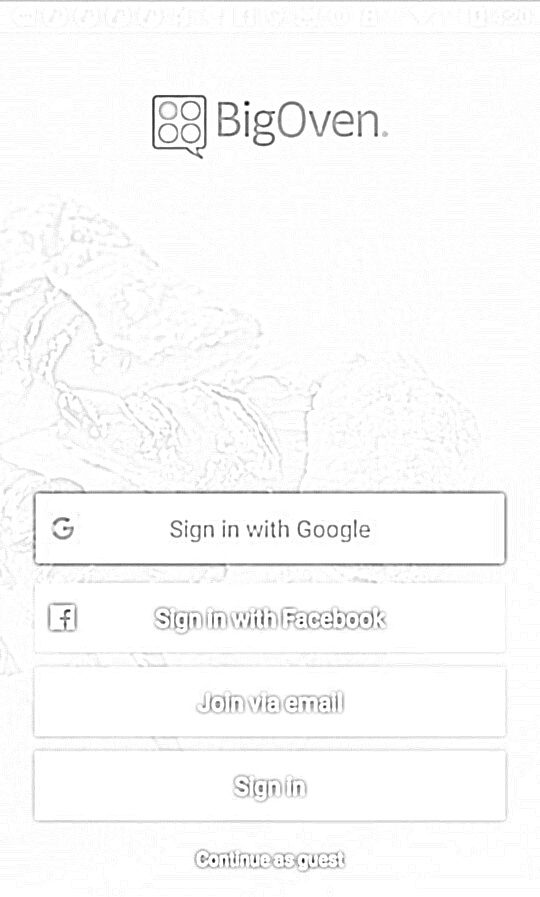 BigOven.
Sign in with Google
Sign in with Facebook
Join via email
Sign in
Continue as guest